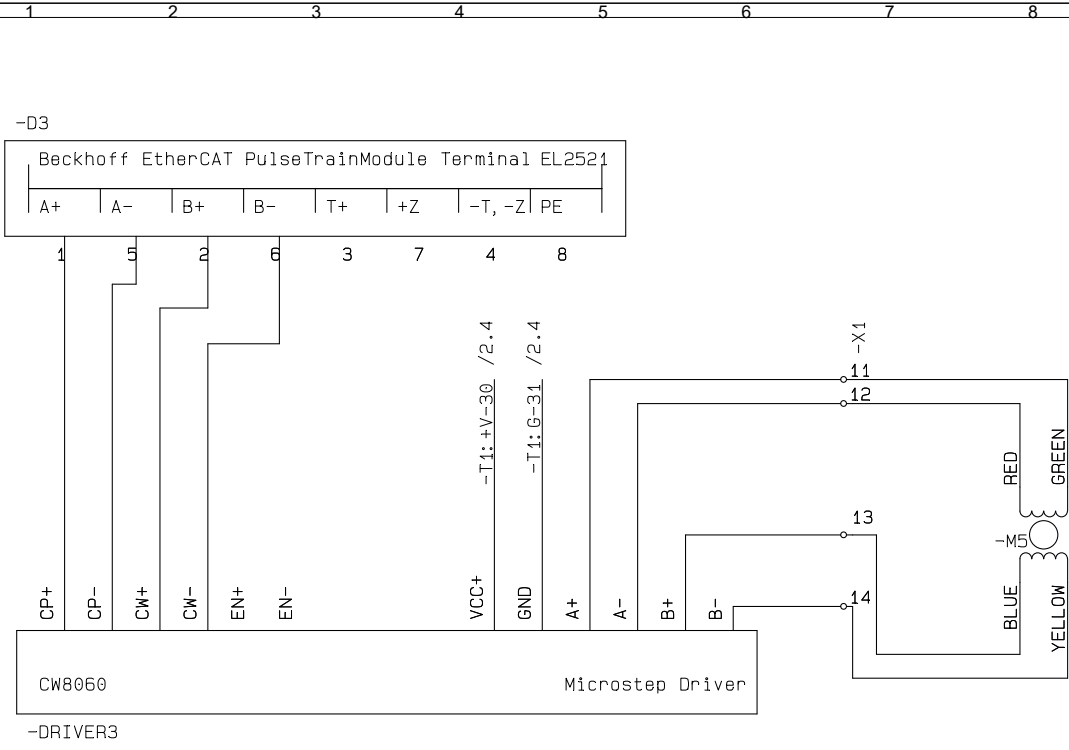 1 2 3 4 5 6 7 8
-D3
Beckhoff EtherCAT PulseTrainModule Terminal EL2521
A+ A- B+ B- T+ +Z -T, -Z PE
1 5 2 6 3 7 4 8
-T1:+V-30 /2.4
-T1:G-31 /2.4
-X1
11
12
RED
GREEN
13
-M5
14
BLUE
YELLOW
CP+ CP- CW+ CW- EN+ EN- VCC+ GND A+ A- B+ B-
CW8060 Microstep Driver
-DRIVER3